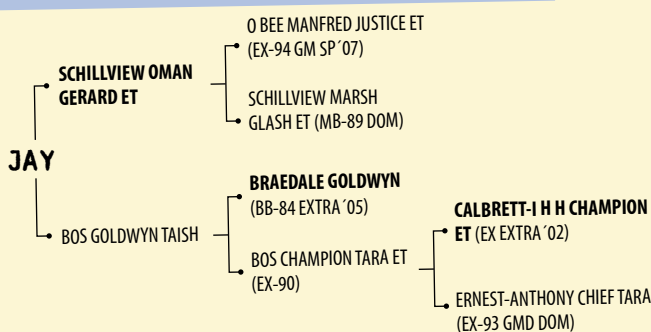 O BEE MANFRED JUSTICE ET
(EX-94 GM SP´07)
SCHILLVIEW OMAN
GERARD ET
SCHILLVIEW MARSH
GLASH ET (MB-89 DOM)
JAY
BRAEDALE GOLDWYN
(BB-84 EXTRA´05)
BOS GOLDWYN TAISH
BOS CHAMPION TARA ET
(EX-90)
CALBRETT-I H H CHAMPION
ET (EX EXTRA´02)
ERNEST-ANTHONY CHIEF TARA
(EX-93 GMD DOM)